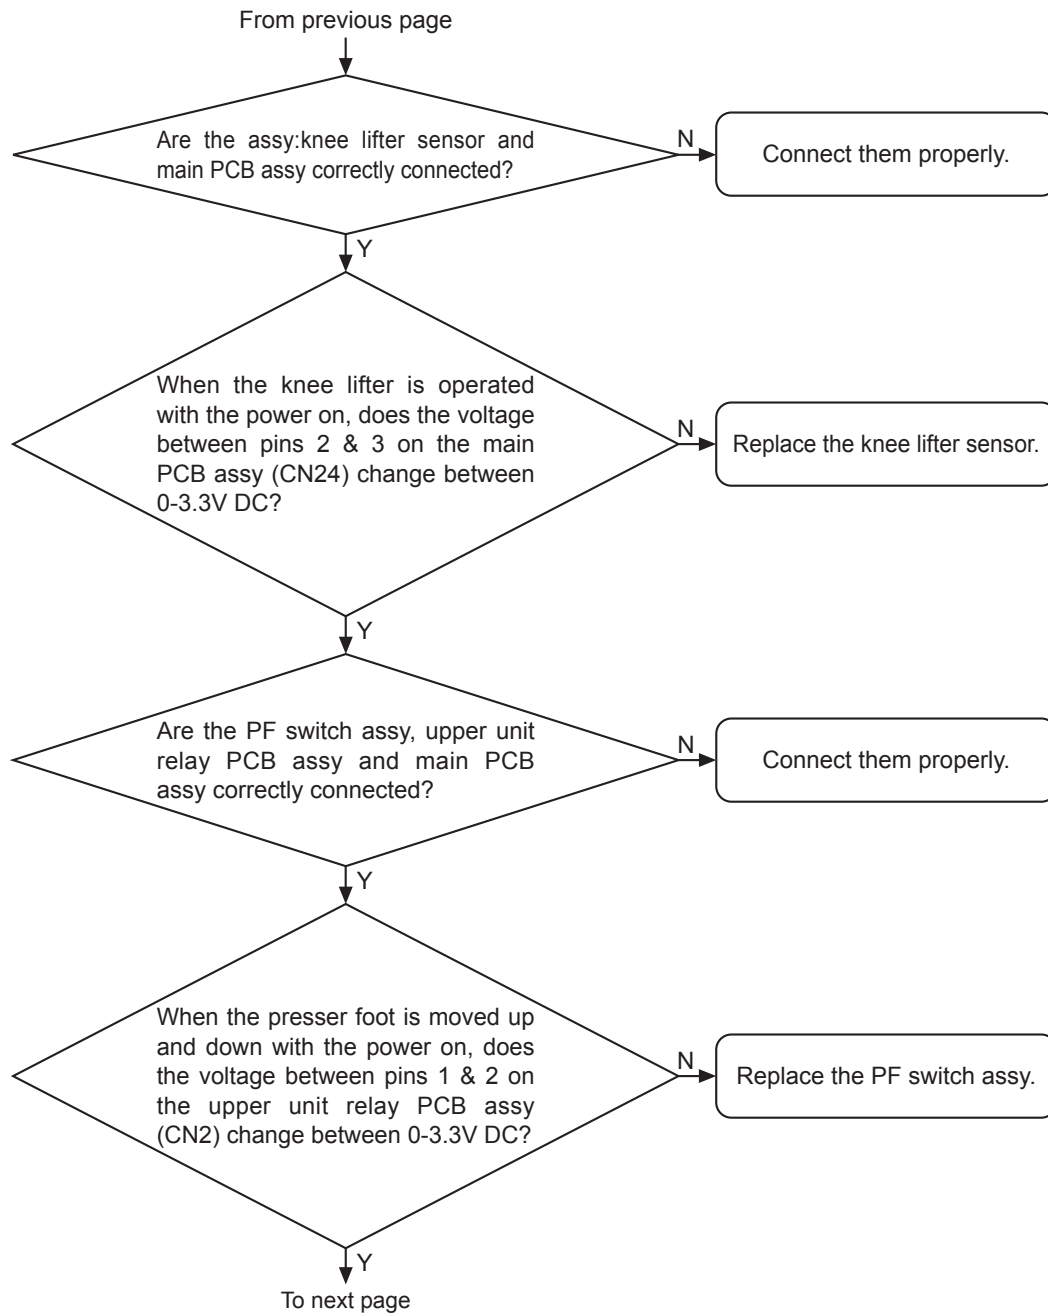 From previous page
Are the assy:knee lifter sensor and
main PCB assy correctly connected?
N
Connect them properly.
Y
When the knee lifter is operated
with the power on, does the voltage
between pins 2 & 3 on the main
PCB assy (CN24) change between
0-3.3V DC?
N
Replace the knee lifter sensor.
Y
Are the PF switch assy, upper unit
relay PCB assy and main PCB
assy correctly connected?
N
Connect them properly.
Y
When the presser foot is moved up
and down with the power on, does
the voltage between pins 1 & 2 on
the upper unit relay PCB assy
(CN2) change between 0-3.3V DC?
N
Replace the PF switch assy.
Y
To next page